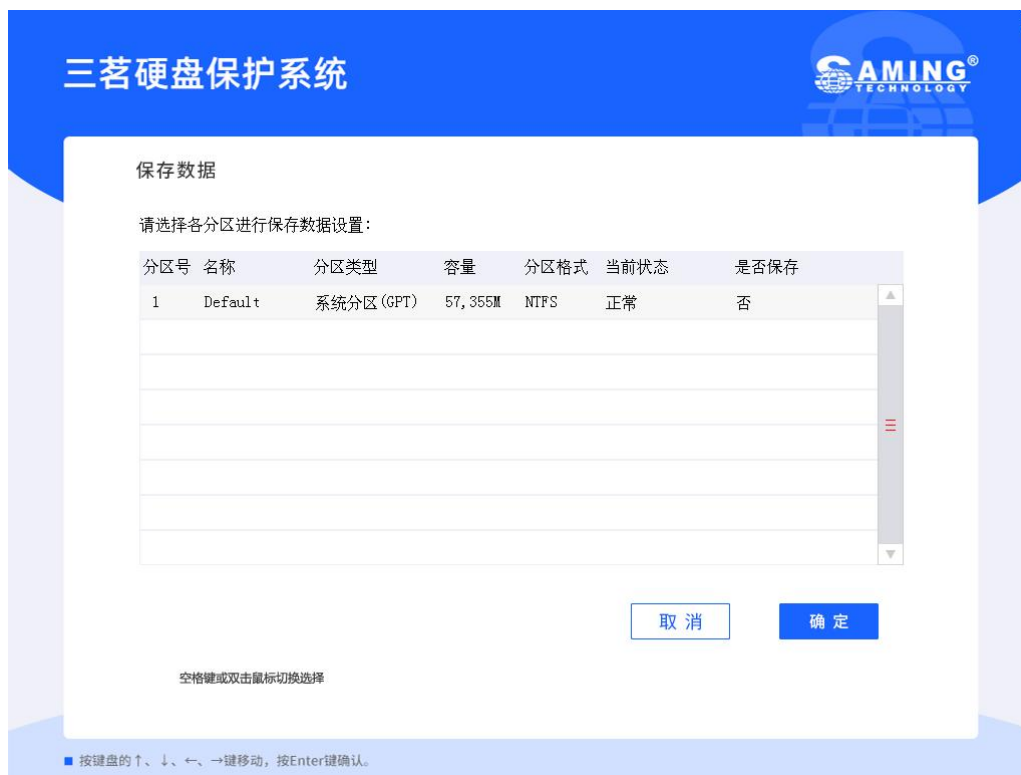 三茗硬盘保护系统
SAMING®
TECHNOLOGY
保存数据
请选择各分区进行保存数据设置:
分区号 名称 分区类型 容量 分区格式 当前状态 是否保存
1 Default 系统分区(GPT) 57,355M NTFS 正常 否
取消 确定
空格键或双击鼠标切换选择
按键盘的↑、↓、←、→键移动，按Enter键确认。